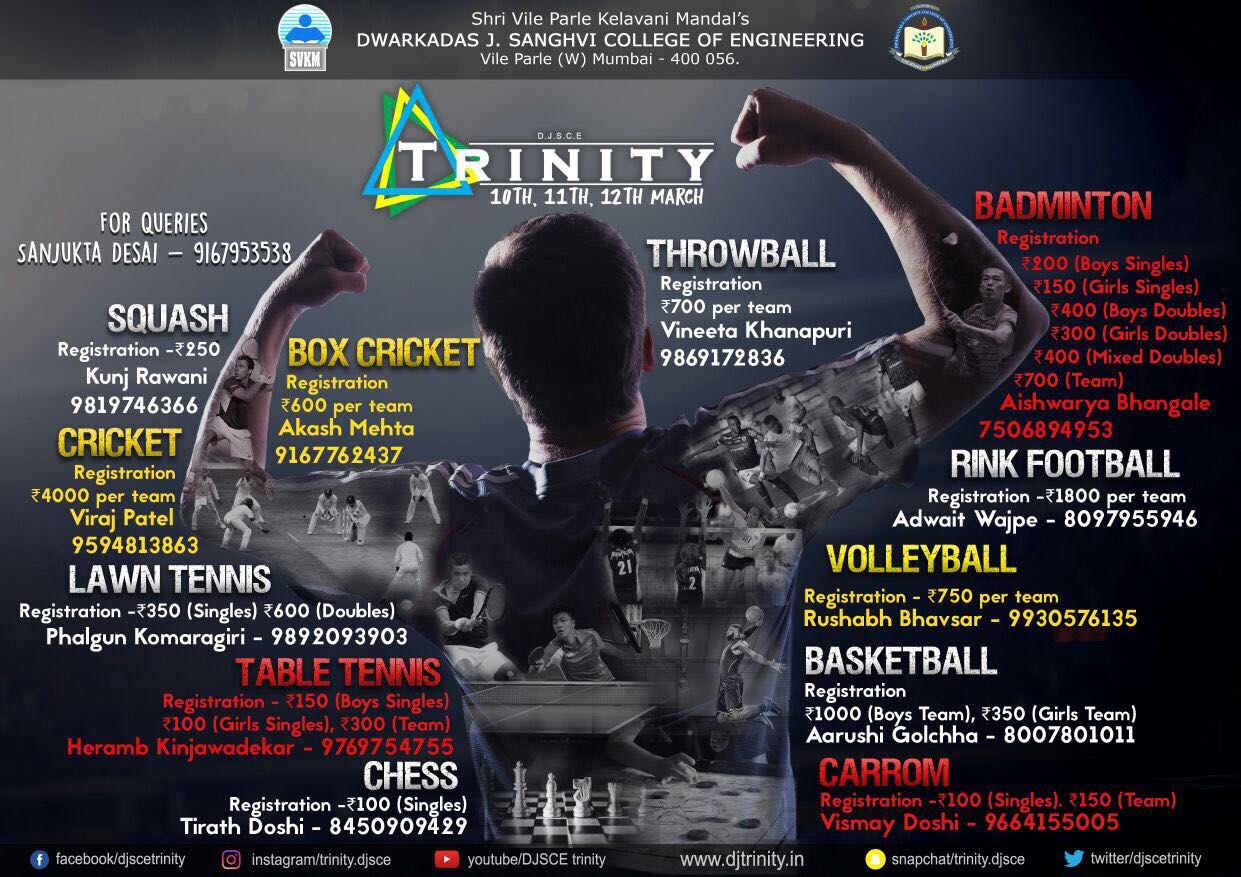 Shri Vile Parle Kelavani Mandal's
DWARKADAS J. SANGHVI COLLEGE OF ENGINEERING
Vile Parle (W) Mumbai - 400 056.
SVKM
D.J.S.C.E
TRINITY
10TH, 11TH, 12TH MARCH
FOR QUERIES
SANJUKTA DESAI – 9167953538
SQUASH
Registration -₹250
Kunj Rawani
9819746366
BOX CRICKET
Registration
₹600 per team
Akash Mehta
9167762437
CRICKET
Registration
₹4000 per team
Viraj Patel
9594813863
LAWN TENNIS
Registration -₹350 (Singles) ₹600 (Doubles)
Phalgun Komaragiri - 9892093903
TABLE TENNIS
Registration - ₹150 (Boys Singles)
₹100 (Girls Singles), ₹300 (Team)
Heramb Kinjawadekar - 9769754755
CHESS
Registration -₹100 (Singles)
Tirath Doshi - 8450909429
THROWBALL
Registration
₹700 per team
Vineeta Khanapuri
9869172836
BADMINTON
Registration
₹200 (Boys Singles)
₹150 (Girls Singles)
₹400 (Boys Doubles)
₹300 (Girls Doubles)
₹400 (Mixed Doubles)
₹700 (Team)
Aishwarya Bhangale
7506894953
RINK FOOTBALL
Registration -₹1800 per team
Adwait Wajpe - 8097955946
VOLLEYBALL
Registration - ₹750 per team
Rushabh Bhavsar - 9930576135
BASKETBALL
Registration
₹1000 (Boys Team), ₹350 (Girls Team)
Aarushi Golchha - 8007801011
CARROM
Registration -₹100 (Singles). ₹150 (Team)
Vismay Doshi - 9664155005
21
2
facebook/djscetrinity
instagram/trinity.djsce
youtube/DJSCE trinity
www.djtrinity.in
snapchat/trinity.djsce
twitter/djscetrinity